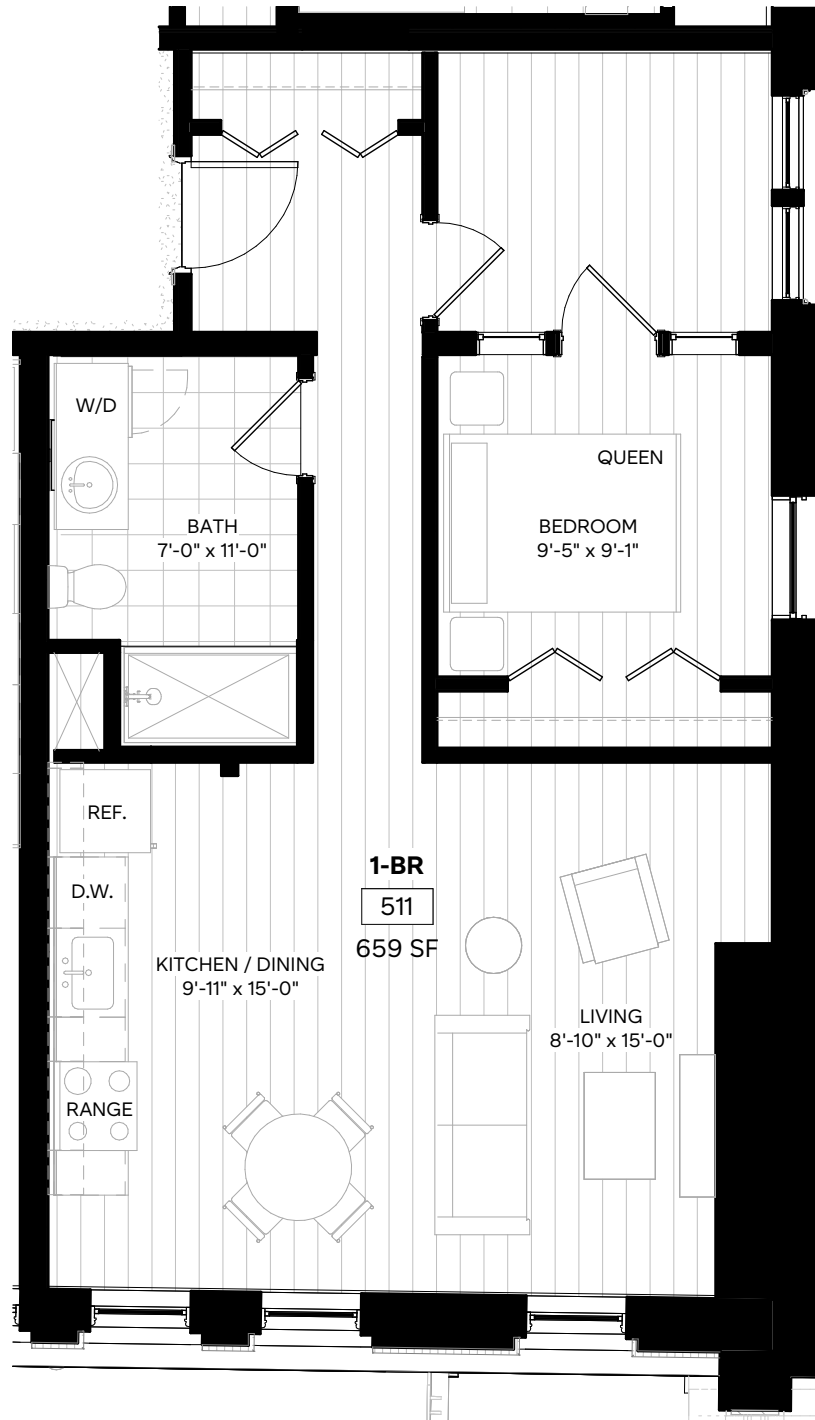 W/D
QUEEN
BATH
7'-0" x 11'-0"
BEDROOM
9'-5" x 9'-1"
REF.
D.W.
1-BR
511
659 SF
KITCHEN / DINING
9'-11" x 15'-0"
LIVING
8'-10" x 15'-0"
RANGE